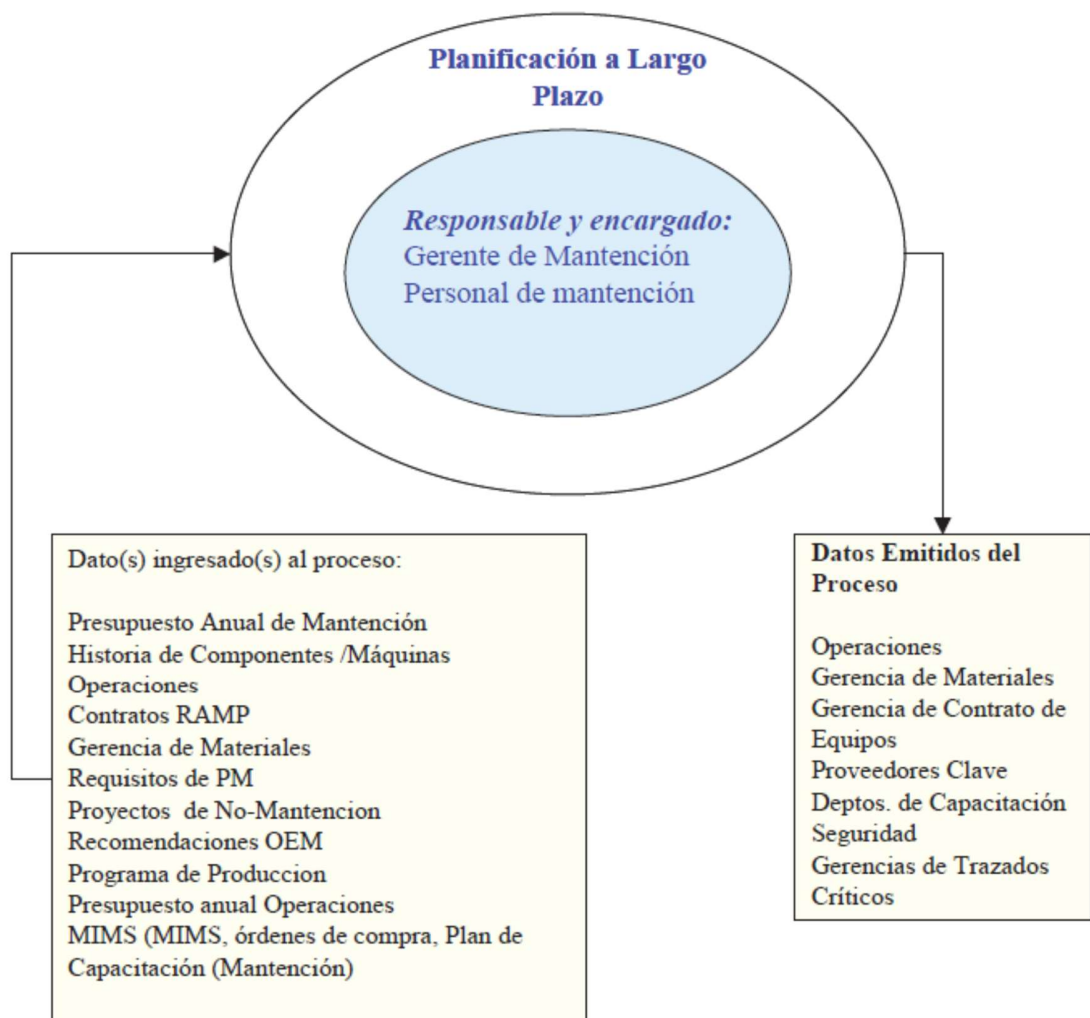 Planificación a Largo
Plazo
Responsable y encargado:
Gerente de Mantención
Personal de mantención
Dato(s) ingresado(s) al proceso:
Presupuesto Anual de Mantención
Historia de Componentes /Máquinas
Operaciones
Contratos RAMP
Gerencia de Materiales
Requisitos de PM
Proyectos de No-Mantencion
Recomendaciones OEM
Programa de Produccion
Presupuesto anual Operaciones
MIMS (MIMS, órdenes de compra, Plan de
Capacitación (Mantención)
Datos Emitidos del
Proceso
Operaciones
Gerencia de Materiales
Gerencia de Contrato de
Equipos
Proveedores Clave
Deptos. de Capacitación
Seguridad
Gerencias de Trazados
Críticos